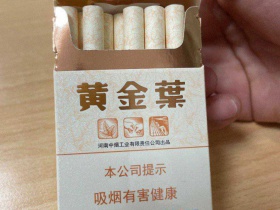 黄金葉
河南中烟工业有限责任公司出品
本公司提示
吸烟有害健康